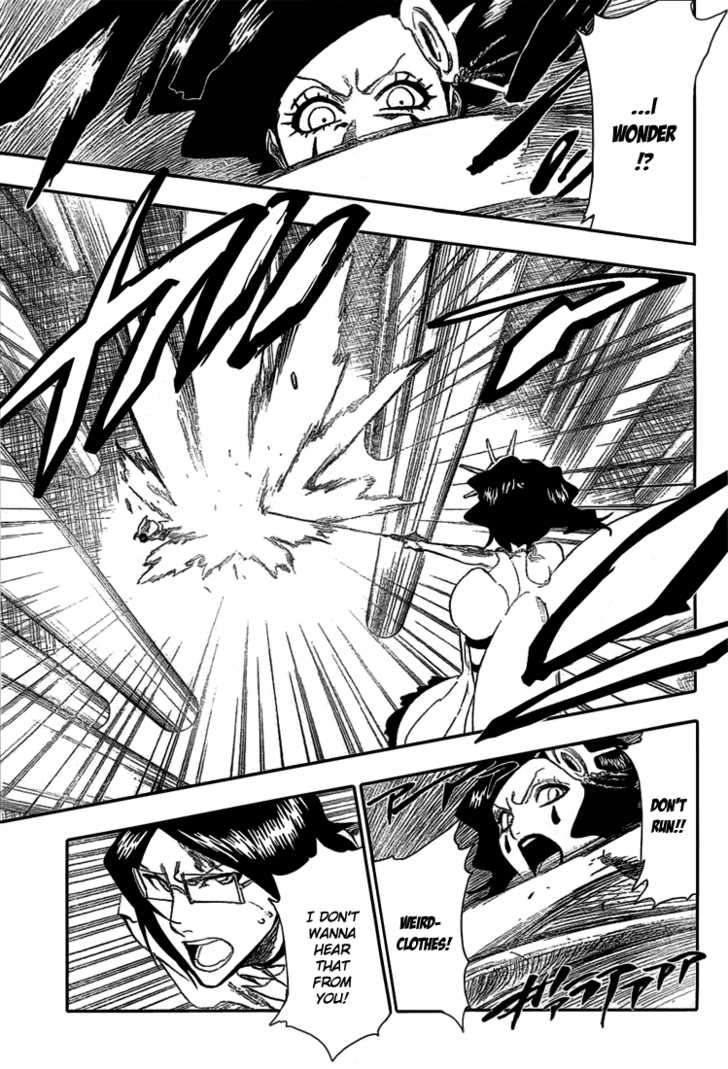 ...I
WONDER
!?
DON'T
RUN!!
WEIRD-
CLOTHES!
I DON'T
WANNA
HEAR
THAT
FROM
YOU!